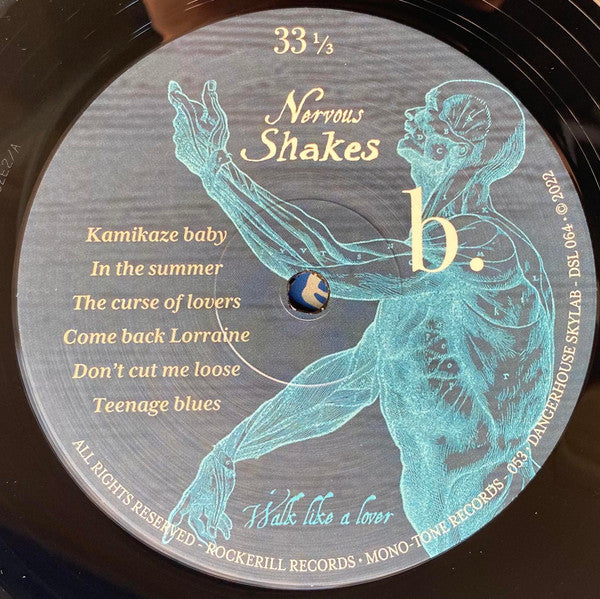 33 ⅓
Nervous
Shakes
b.
Kamikaze baby
In the summer
The curse of lovers
Come back Lorraine
Don't cut me loose
Teenage blues
Walk like a lover
ALL RIGHTS RESERVED - ROCKERILL RECORDS • MONO-TONE RECORDS 053 • DANGERHOUSE SKYLAB - DSL 064 • © 2022